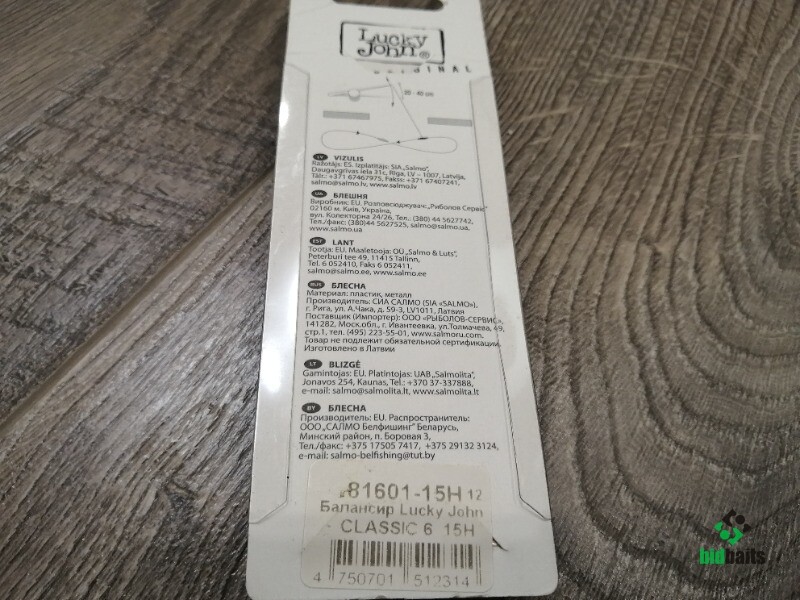 Lucky
John®
ORIGINAL
20 - 40 cm
LV VIZULIS
Ražotājs: ES. Izplatītājs: SIA „Salmo”,
Daugavgrīvas iela 31c, Rīga, LV – 1007, Latvija,
Tālr.: +371 67467975, Fakss: +371 67407241,
salmo@salmo.lv, www.salmo.lv
БЛЕШНЯ
Виробник: EU. Розповсюджувач: „Риболов Сервіс”
02160 м. Київ, Україна,
вул. Колекторна 24/26, Тел.: (380) 44 5627742,
Тел./факс: (380)44 5627525, salmo@salmo.ua,
www.salmo.ua
EST LANT
Tootja: EU. Maaletooja: OÜ „Salmo & Luts”,
Peterburi tee 49, 11415 Tallinn,
Tel. 6 052410, Faks 6 052411,
salmo@salmo.ee, www.salmo.ee
RUS БЛЕСНА
Материал: пластик, металл
Производитель: СИА САЛМО (SIA «SALMO»),
г. Рига, ул. А.Чака, д. 59-3, LV1011, Латвия
Поставщик (Импортер): ООО «РЫБОЛОВ-СЕРВИС»,
141282, Моск.обл., г. Ивантеевка, ул.Толмачева, 49,
стр.1, тел. (495) 223-55-01, www.salmoru.com.
Товар не подлежит обязательной сертификации.
Изготовлено в Латвии
LT BLIZGĖ
Gamintojas: EU. Platintojas: UAB „Salmolita”,
Jonavos 254, Kaunas, Tel.: +370 37-337888,
e-mail: salmo@salmolita.lt, www.salmolita.lt
BY БЛЕСНА
Производитель: EU. Распространитель:
ООО „САЛМО Белфишинг” Беларусь,
Минский район, п. Боровая 3,
Тел./факс: +375 17505 7417, +375 29132 3124,
e-mail: salmo-belfishing@tut.by
81601-15H 12
Балансир Lucky John
CLASSIC 6 15H
4 750701 512314
bidbaits